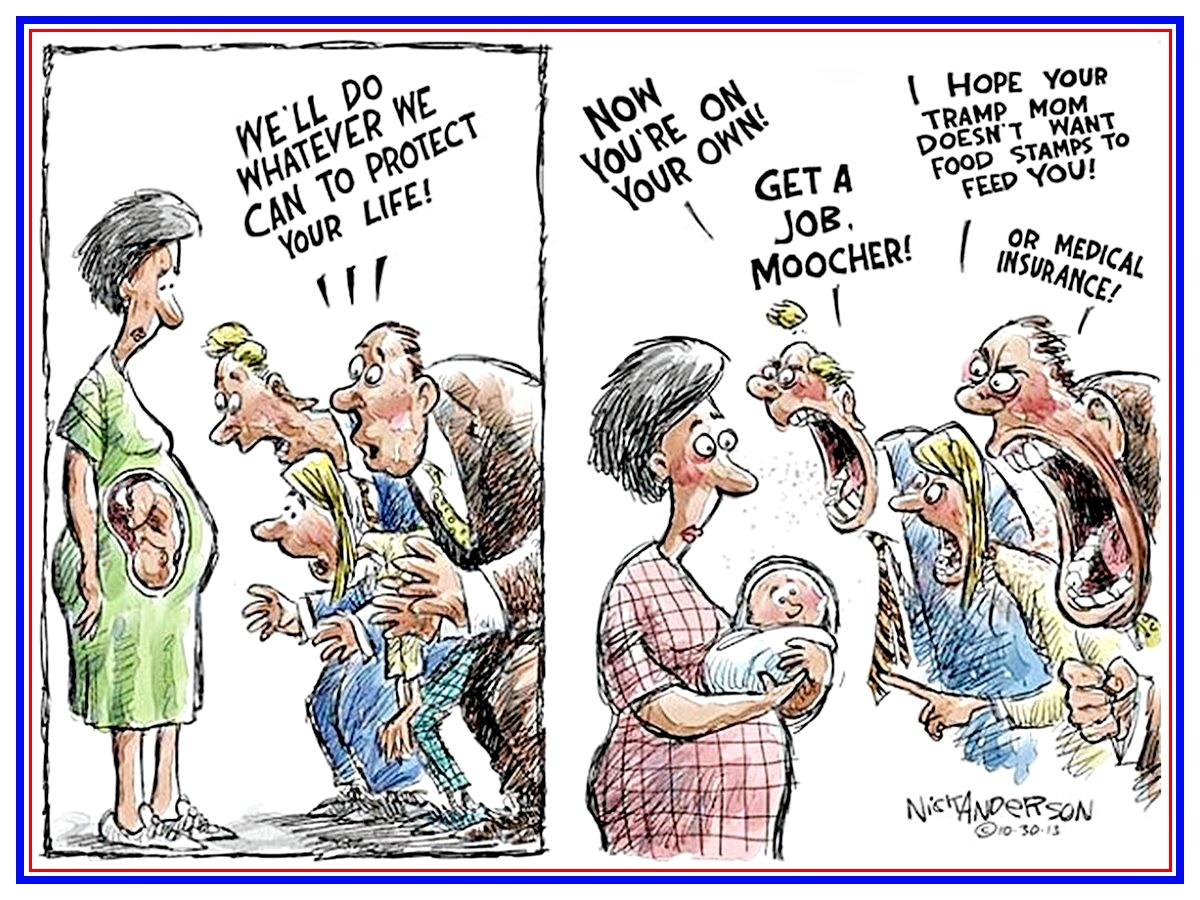 WE'LL DO
WHATEVER WE
CAN TO PROTECT
YOUR LIFE!
NOW
YOU'RE ON
YOUR OWN!
GET A
JOB,
MOOCHER!
I HOPE YOUR
TRAMP MOM
DOESN'T WANT
FOOD STAMPS TO
FEED YOU!
OR MEDICAL
INSURANCE!
NICK ANDERSON
©10-30-13